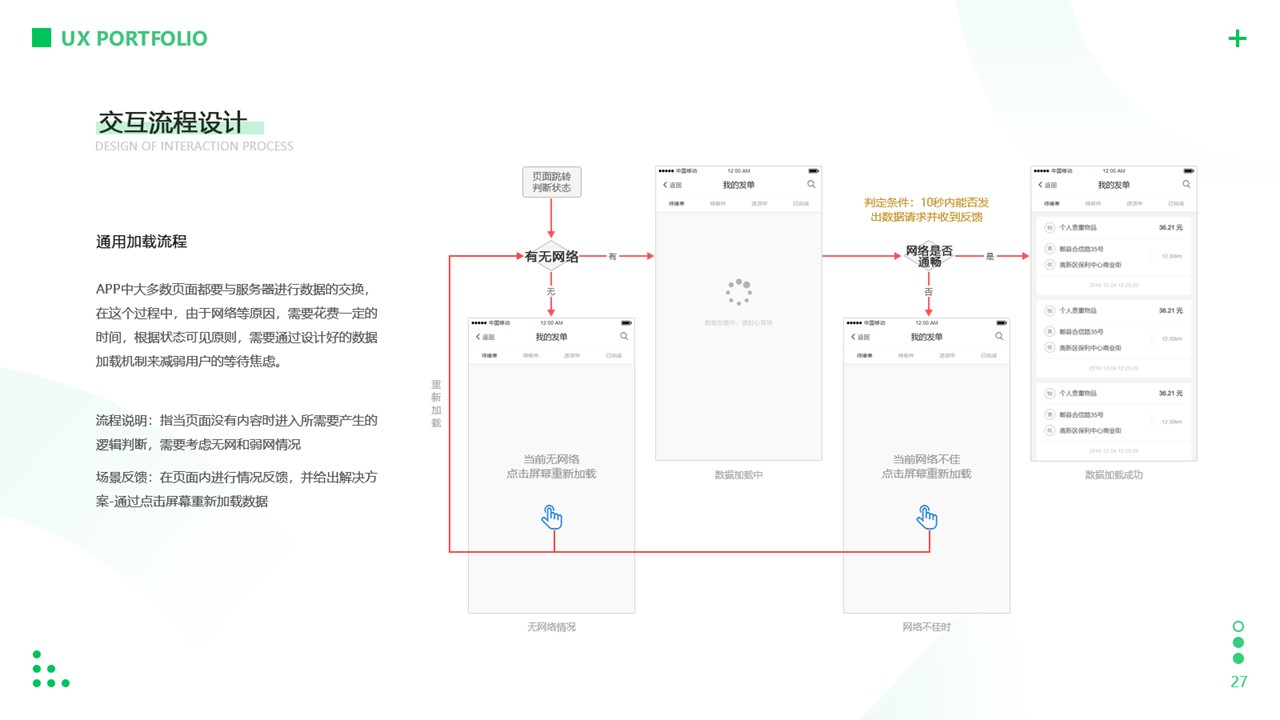 UX PORTFOLIO
交互流程设计
DESIGN OF INTERACTION PROCESS
通用加载流程
APP中大多数页面都要与服务器进行数据的交换，
在这个过程中，由于网络等原因，需要花费一定的
时间，根据状态可见原则，需要通过设计好的数据
加载机制来减弱用户的等待焦虑。
流程说明：指当页面没有内容时进入所需要产生的
逻辑判断，需要考虑无网和弱网情况
场景反馈：在页面内进行情况反馈，并给出解决方
案-通过点击屏幕重新加载数据
页面跳转
判断状态
有无网络
有
无
重新加载
中国移动 12:00 AM
返回 我的发单
待接单 待收件 送货中 已完成
当前无网络
点击屏幕重新加载
无网络情况
中国移动 12:00 AM
返回 我的发单
待接单 待收件 送货中 已完成
数据加载中，请耐心等待
数据加载中
判定条件：10秒内能否发
出数据请求并收到反馈
网络是否
通畅
是
否
中国移动 12:00 AM
返回 我的发单
待接单 待收件 送货中 已完成
当前网络不佳
点击屏幕重新加载
网络不佳时
中国移动 12:00 AM
返回 我的发单
待接单 待收件 送货中 已完成
个人贵重物品 36.21 元
郫县合信路35号
12.30km
高新区保利中心商业街
2016-12-24 12:20:20
个人贵重物品 36.21 元
郫县合信路35号
12.30km
高新区保利中心商业街
2016-12-24 12:20:20
个人贵重物品 36.21 元
郫县合信路35号
12.30km
高新区保利中心商业街
2016-12-24 12:20:20
数据加载成功
27